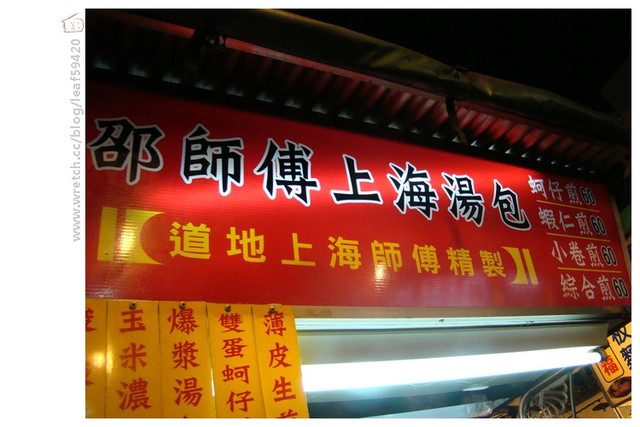 www.wretch.cc/blog/leaf59420
邵師傅上海湯包
道地上海師傅精製
蚵仔煎60
蝦仁煎60
小卷煎60
綜合煎60
玉米濃
爆漿湯
雙蛋蚵仔
薄皮生煎
福